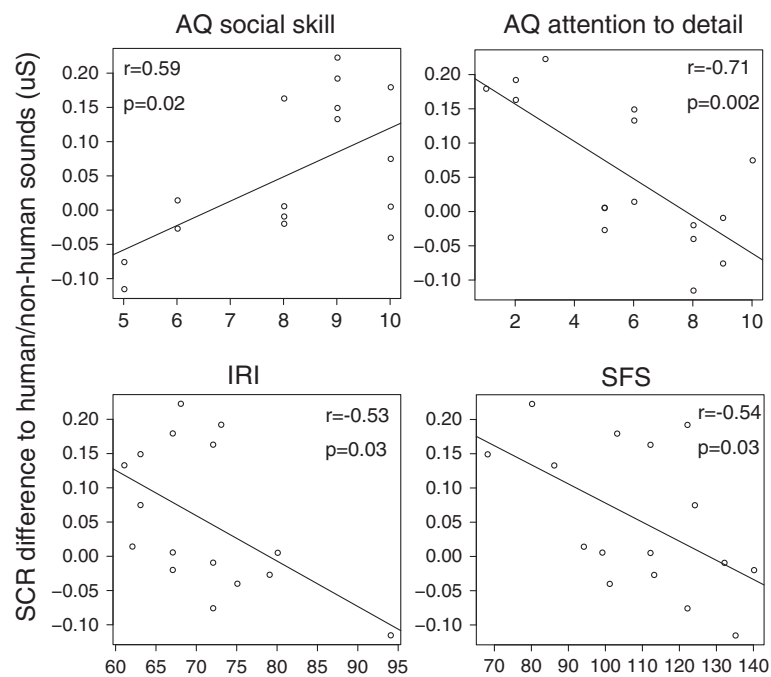 SCR difference to human/non-human sounds (uS)
AQ social skill
r=0.59
p=0.02
0.20
0.15
0.10
0.05
0.00
-0.05
-0.10
5 6 7 8 9 10
AQ attention to detail
r=-0.71
p=0.002
0.20
0.15
0.10
0.05
0.00
-0.05
-0.10
2 4 6 8 10
IRI
r=-0.53
p=0.03
0.20
0.15
0.10
0.05
0.00
-0.05
-0.10
60 65 70 75 80 85 90 95
SFS
r=-0.54
p=0.03
0.20
0.15
0.10
0.05
0.00
-0.05
-0.10
70 80 90 100 110 120 130 140